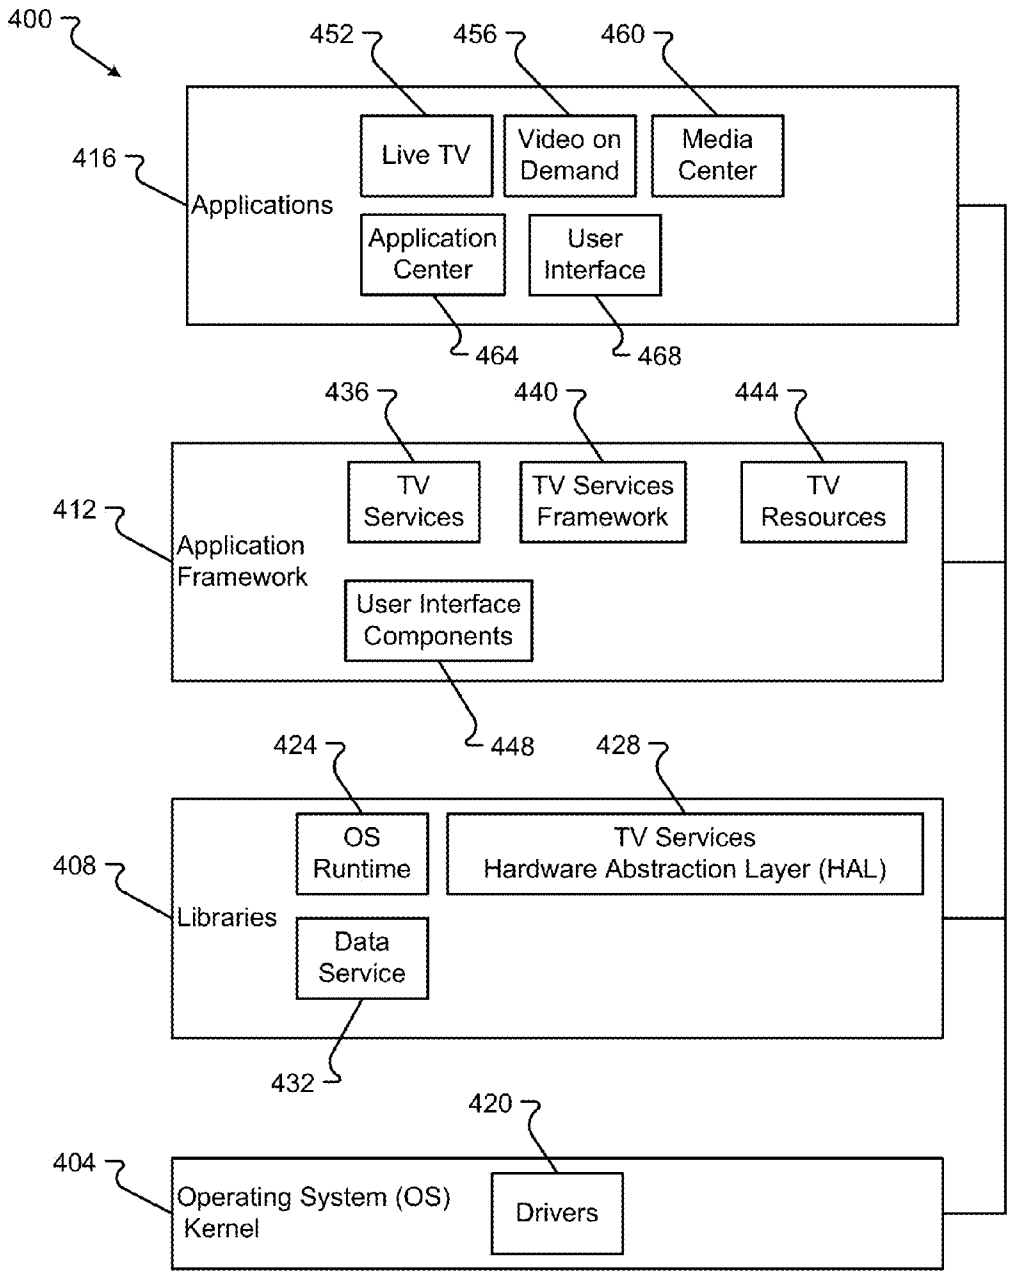 400
452
456
460
416
Applications
Live TV
Video on
Demand
Media
Center
Application
Center
User
Interface
464
468
436
440
444
412
Application
Framework
TV
Services
TV Services
Framework
TV
Resources
User Interface
Components
448
424
428
408
Libraries
OS
Runtime
TV Services
Hardware Abstraction Layer (HAL)
Data
Service
432
420
404
Operating System (OS)
Kernel
Drivers